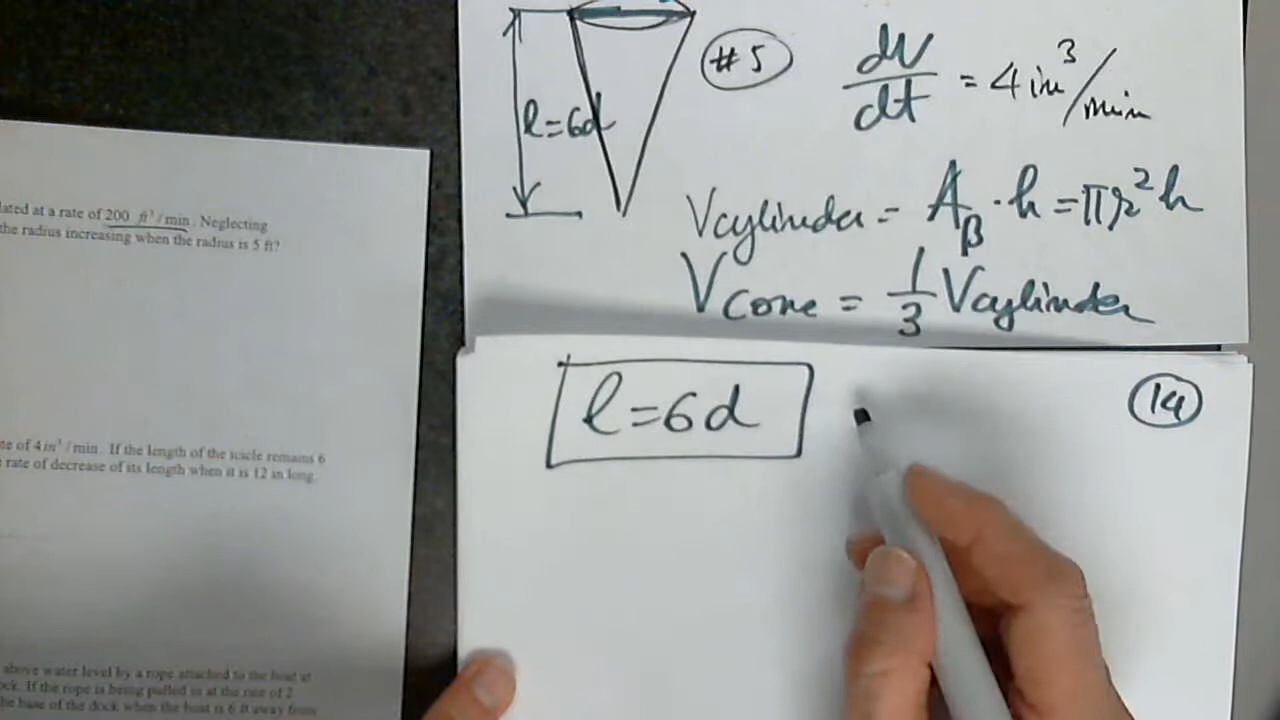 #5
dV/dt = 4 in³/min
l=6d
Vcylinder = A_B · h = πr²h
Vcone = 1/3 Vcylinder
l=6d
14
lated at a rate of 200 ft³/min. Neglecting
the radius increasing when the radius is 5 ft?
te of 4 in³/min. If the length of the icicle remains 6
rate of decrease of its length when it is 12 in long.
above water level by a rope attached to the boat at
ock. If the rope is being pulled in at the rate of 2
he base of the dock when the boat is 6 ft away from